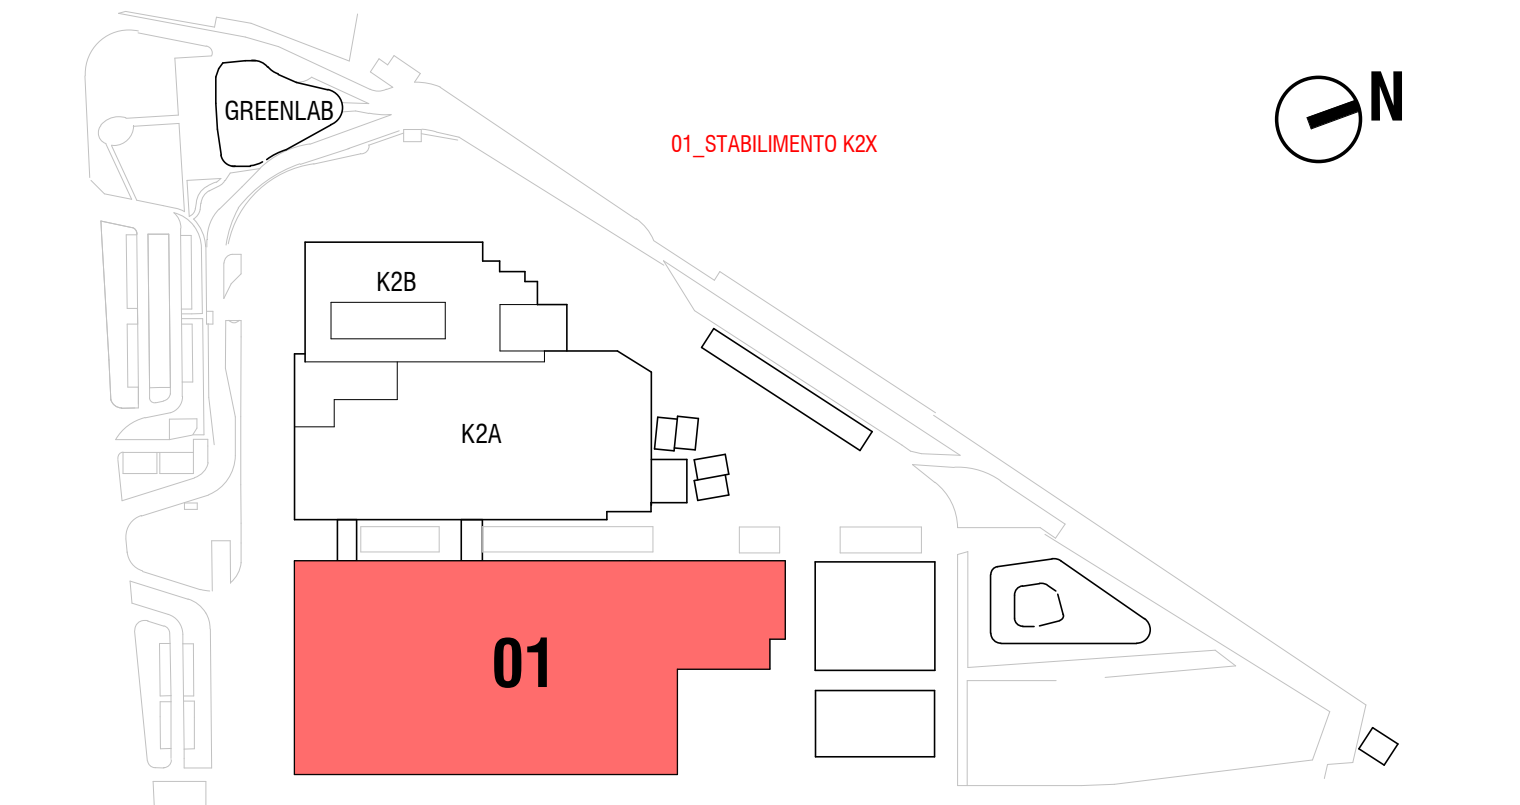 N
GREENLAB
01_STABILIMENTO K2X
K2B
K2A
01